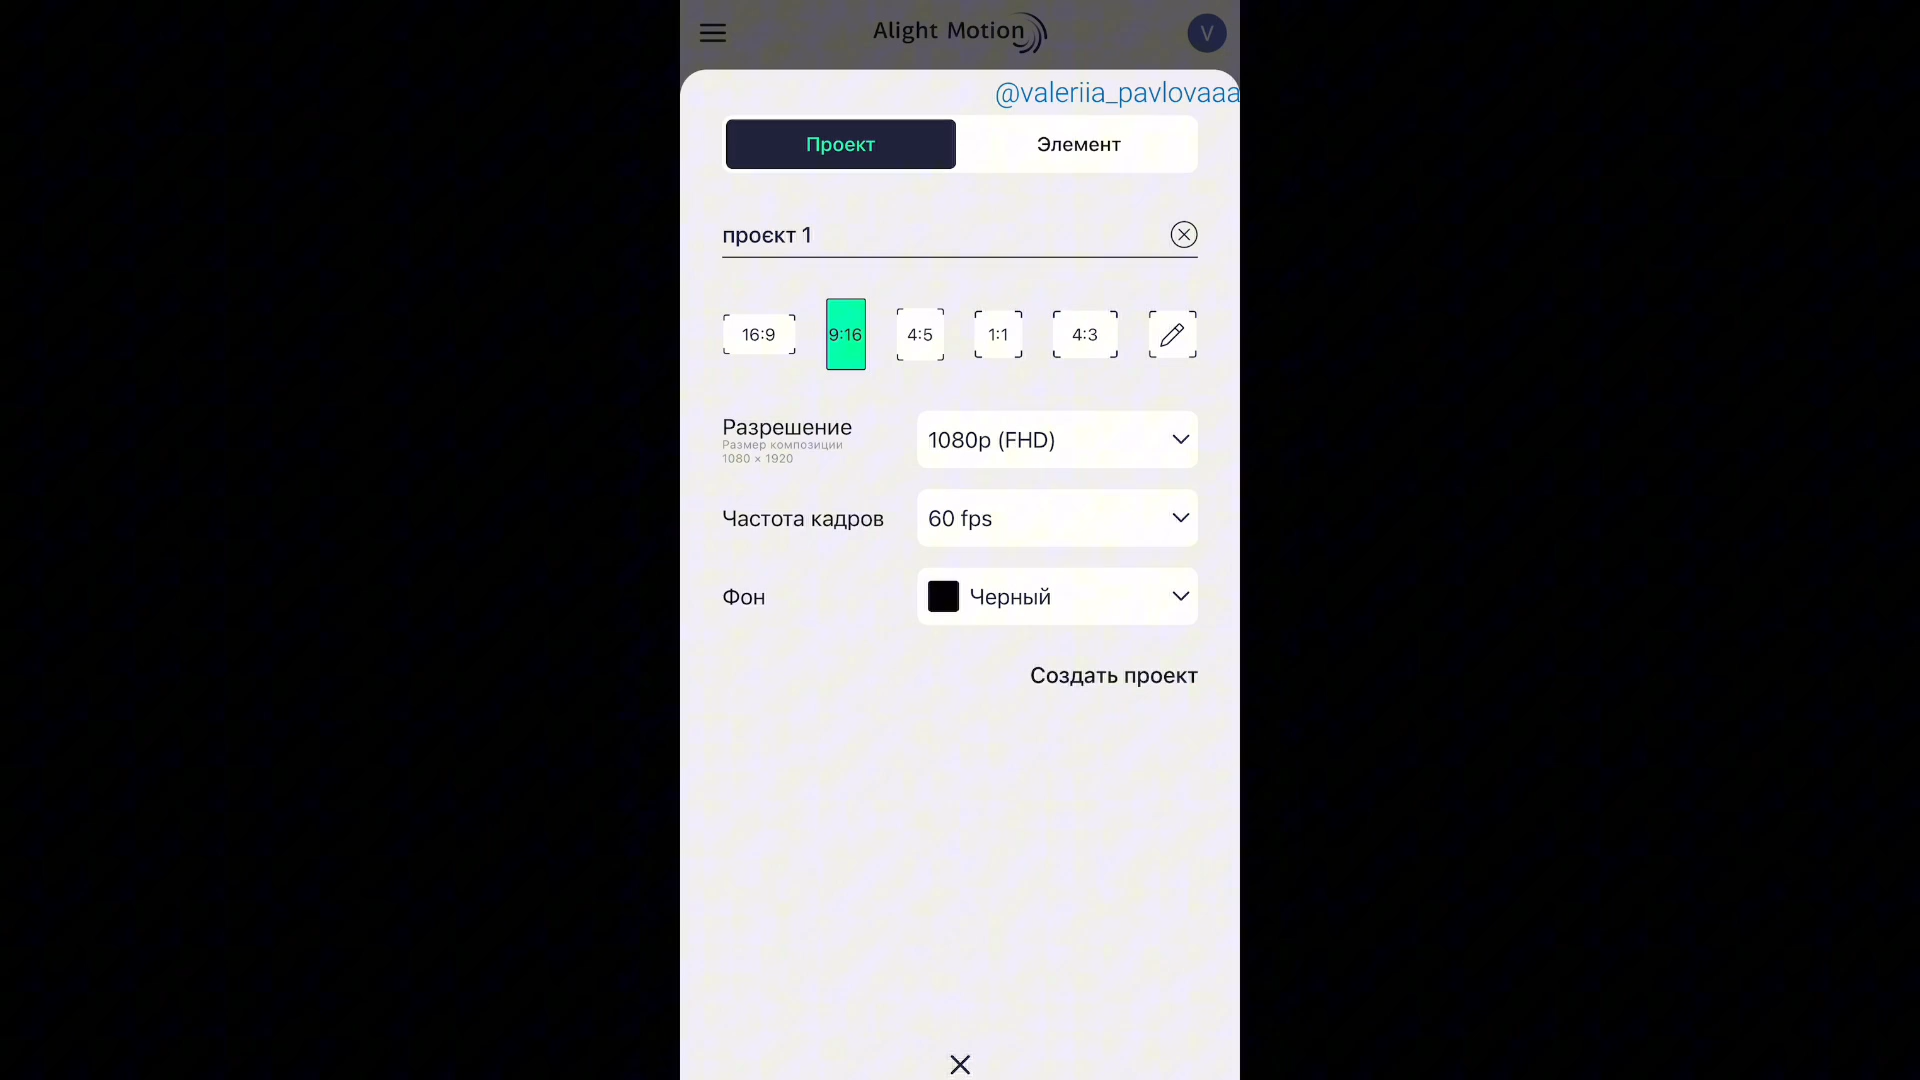 Alight Motion
V
@valeriia_pavlovaaa
Проект
Элемент
проєкт 1
16:9
9:16
4:5
1:1
4:3
Разрешение
Размер композиции
1080 × 1920
1080p (FHD)
Частота кадров
60 fps
Фон
Черный
Создать проект